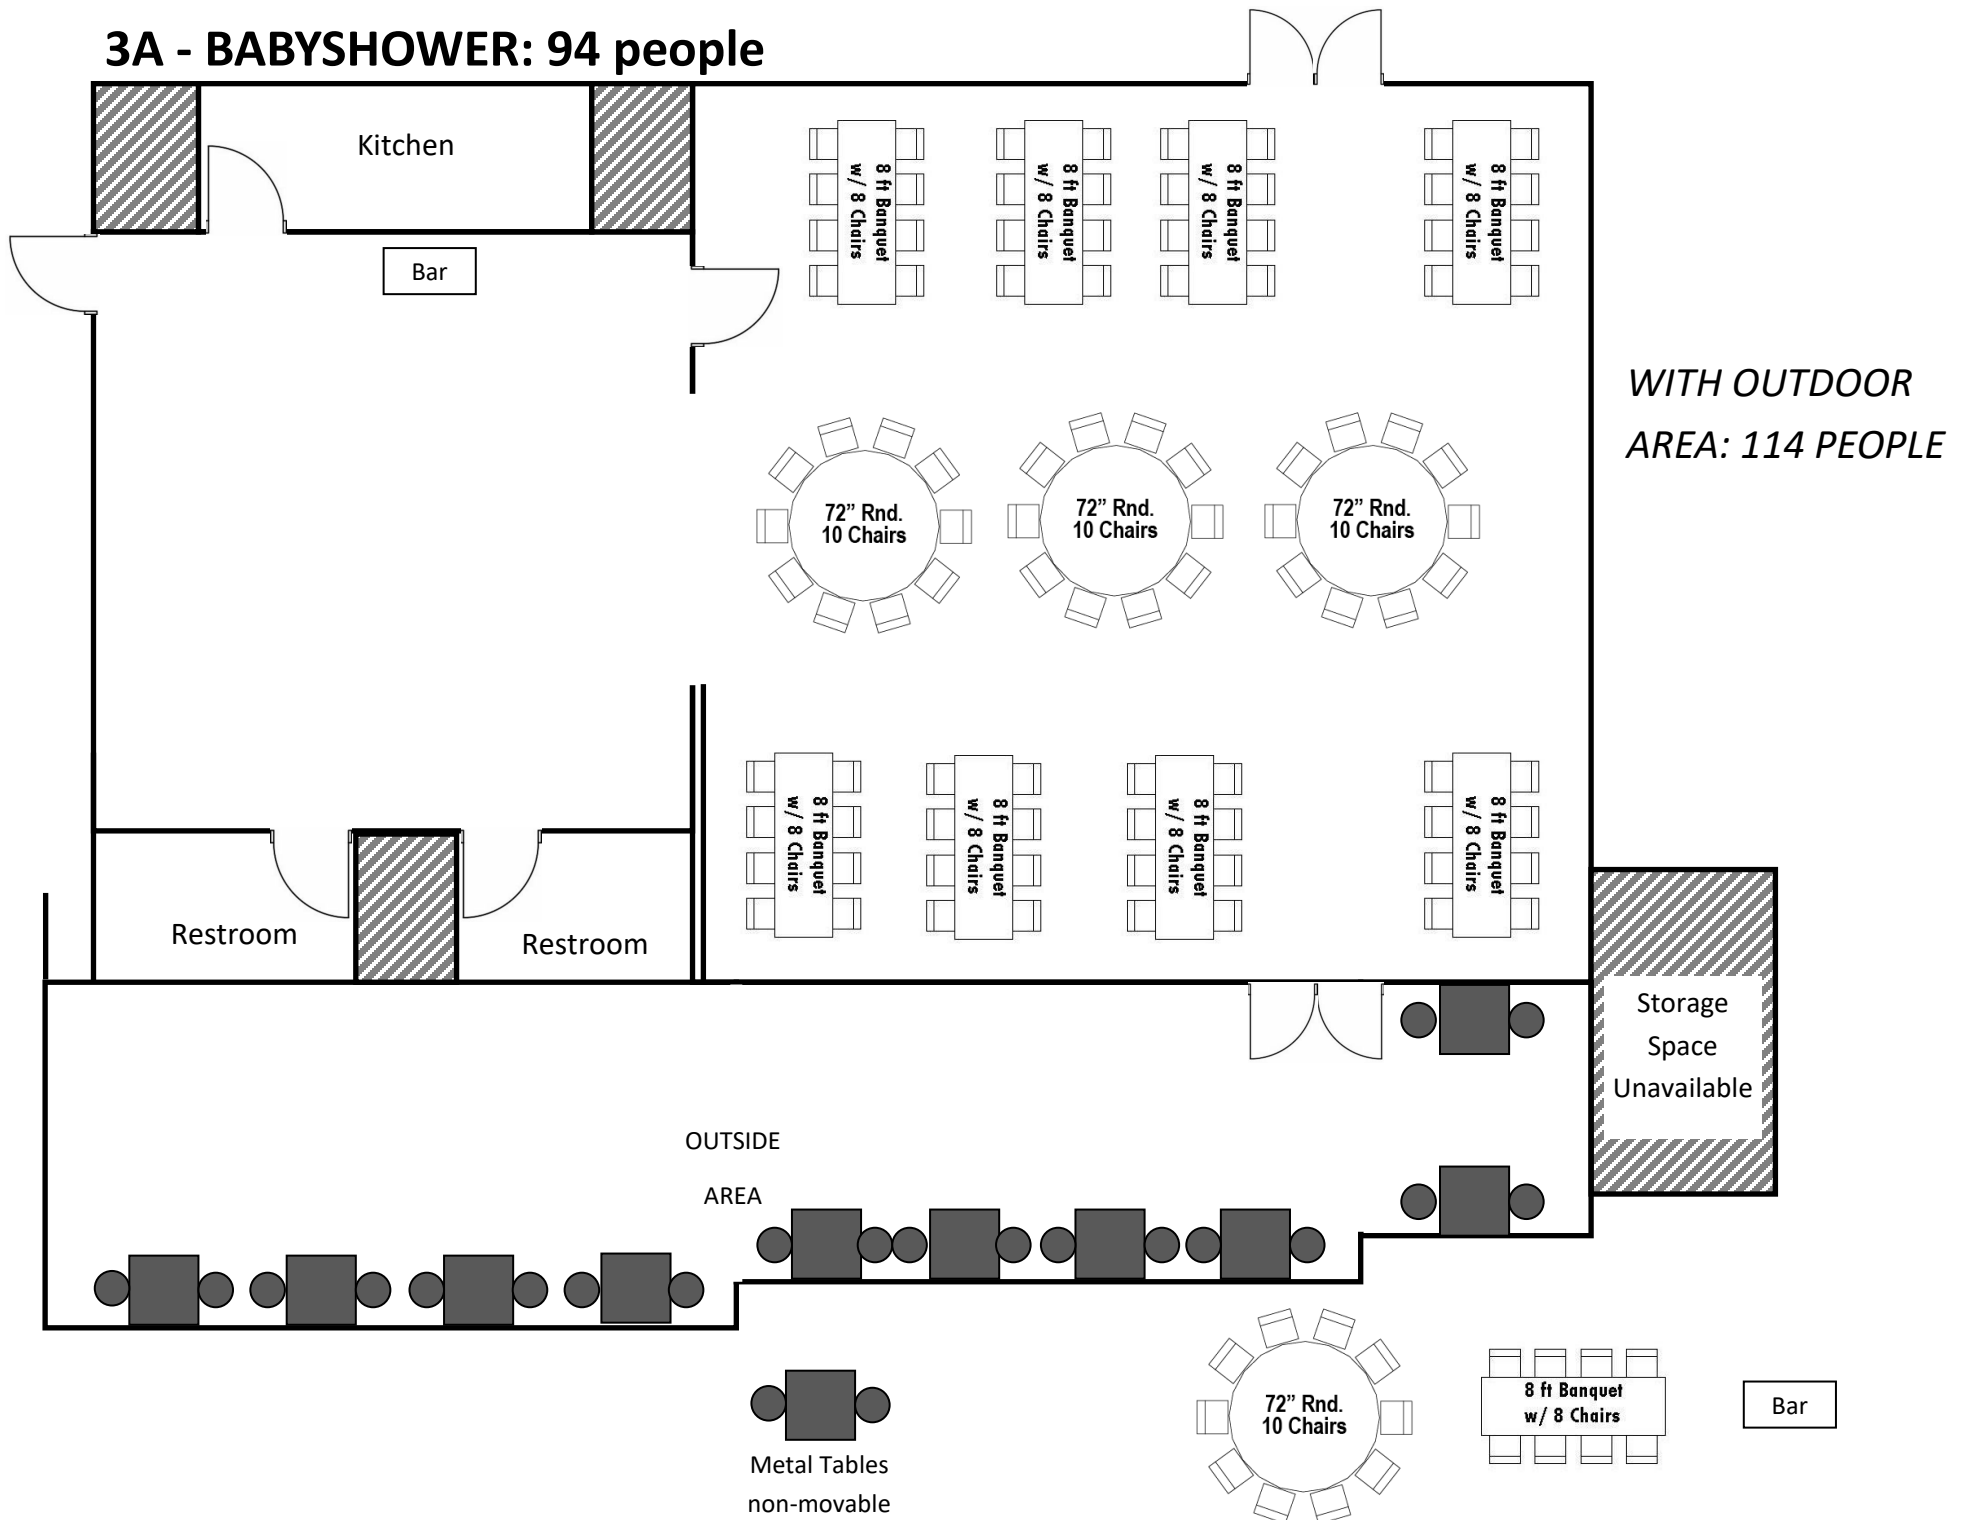 3A - BABYSHOWER: 94 people
Kitchen
Bar
8 ft Banquet
w/ 8 Chairs
8 ft Banquet
w/ 8 Chairs
8 ft Banquet
w/ 8 Chairs
8 ft Banquet
w/ 8 Chairs
WITH OUTDOOR
AREA: 114 PEOPLE
72” Rnd.
10 Chairs
72” Rnd.
10 Chairs
72” Rnd.
10 Chairs
8 ft Banquet
w/ 8 Chairs
8 ft Banquet
w/ 8 Chairs
8 ft Banquet
w/ 8 Chairs
8 ft Banquet
w/ 8 Chairs
Restroom
Restroom
Storage
Space
Unavailable
OUTSIDE
AREA
Metal Tables
non-movable
72” Rnd.
10 Chairs
8 ft Banquet
w/ 8 Chairs
Bar